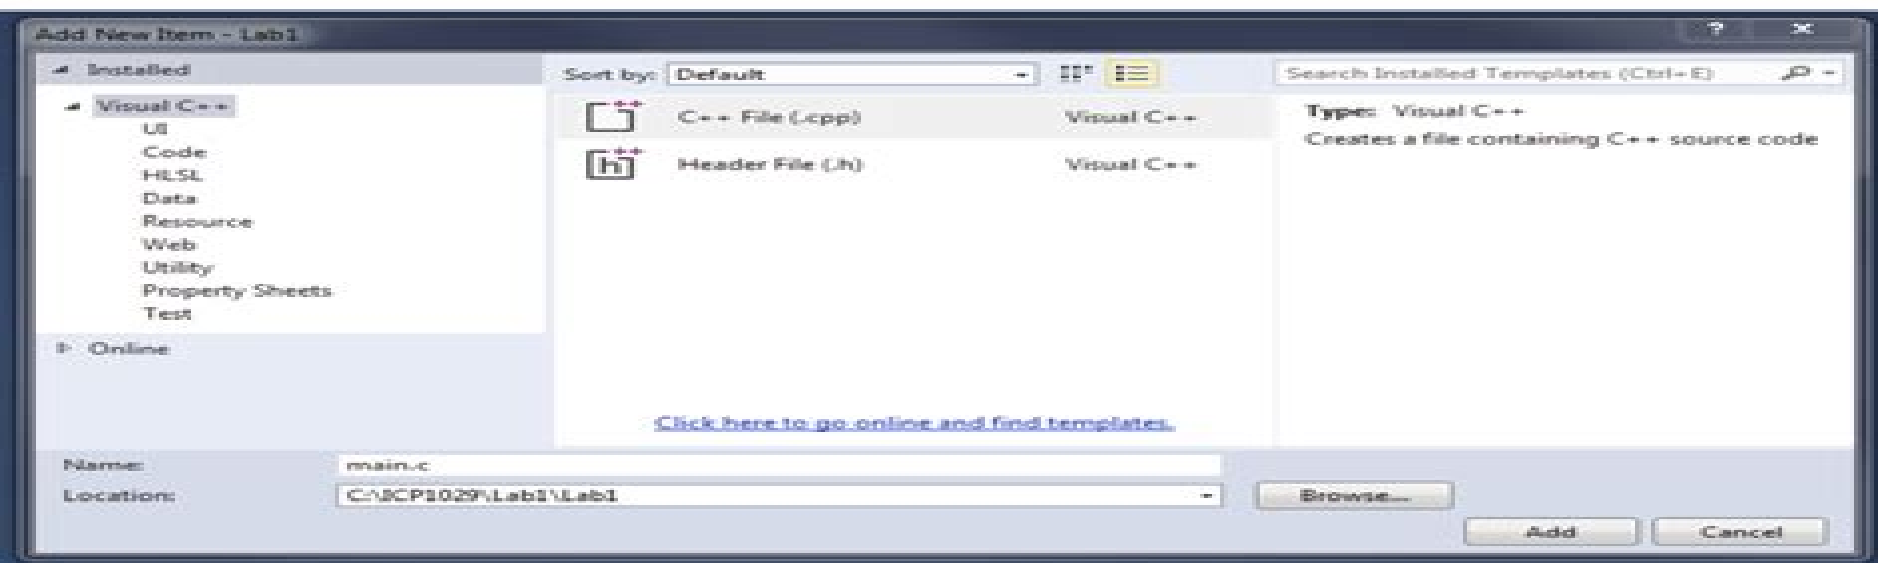 Add New Item - Lab1
Installed
Visual C++
UI
Code
HLSL
Data
Resource
Web
Utility
Property Sheets
Test
Online
Sort by: Default
C++ File (.cpp) Visual C++
Header File (.h) Visual C++
Click here to go online and find templates.
Search Installed Templates (Ctrl+E)
Type: Visual C++
Creates a file containing C++ source code
Name: main.c
Location: C:\ICP1029\Lab1\Lab1
Browse...
Add Cancel